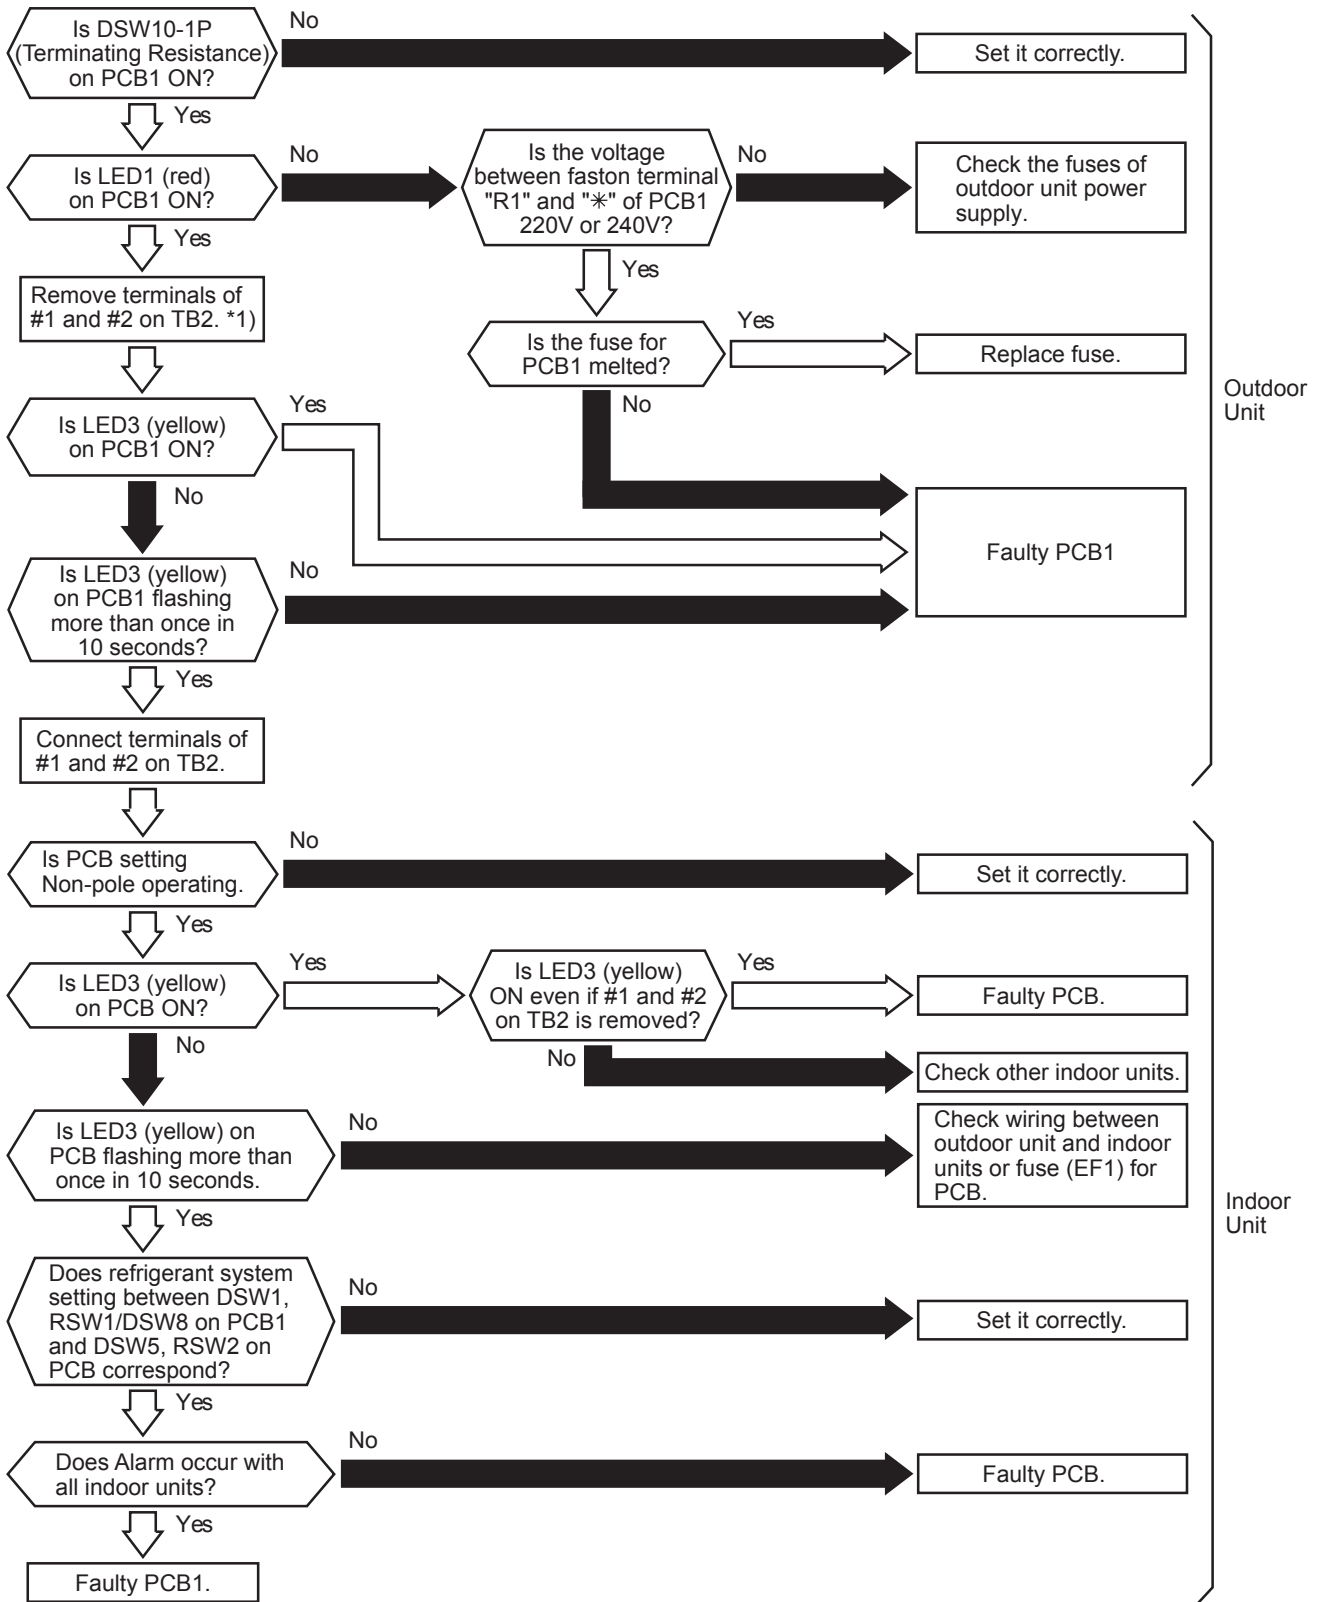 Is DSW10-1P
(Terminating Resistance)
on PCB1 ON?
No
Set it correctly.
Yes
Is LED1 (red)
on PCB1 ON?
No
Is the voltage
between faston terminal
"R1" and "✳" of PCB1
220V or 240V?
No
Check the fuses of
outdoor unit power
supply.
Yes
Yes
Remove terminals of
#1 and #2 on TB2. *1)
Is the fuse for
PCB1 melted?
Yes
Replace fuse.
No
Outdoor
Unit
Is LED3 (yellow)
on PCB1 ON?
Yes
No
Faulty PCB1
Is LED3 (yellow)
on PCB1 flashing
more than once in
10 seconds?
No
Yes
Connect terminals of
#1 and #2 on TB2.
Is PCB setting
Non-pole operating.
No
Set it correctly.
Yes
Is LED3 (yellow)
on PCB ON?
Yes
Is LED3 (yellow)
ON even if #1 and #2
on TB2 is removed?
Yes
Faulty PCB.
No
No
Check other indoor units.
Is LED3 (yellow) on
PCB flashing more than
once in 10 seconds.
No
Check wiring between
outdoor unit and indoor
units or fuse (EF1) for
PCB.
Indoor
Unit
Yes
Does refrigerant system
setting between DSW1,
RSW1/DSW8 on PCB1
and DSW5, RSW2 on
PCB correspond?
No
Set it correctly.
Yes
Does Alarm occur with
all indoor units?
No
Faulty PCB.
Yes
Faulty PCB1.